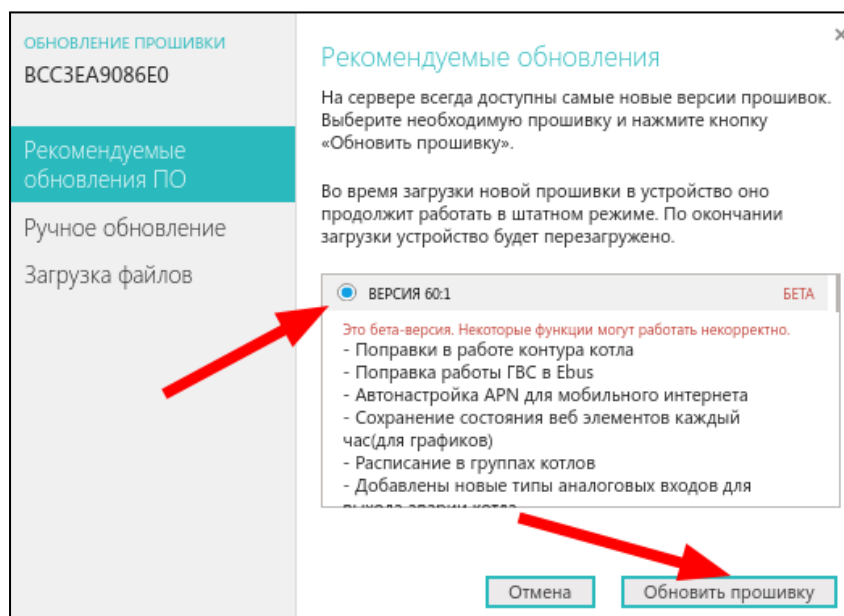 ОБНОВЛЕНИЕ ПРОШИВКИ
BCC3EA9086E0
Рекомендуемые
обновления ПО
Ручное обновление
Загрузка файлов
Рекомендуемые обновления
На сервере всегда доступны самые новые версии прошивок.
Выберите необходимую прошивку и нажмите кнопку
«Обновить прошивку».
Во время загрузки новой прошивки в устройство оно
продолжит работать в штатном режиме. По окончании
загрузки устройство будет перезагружено.
ВЕРСИЯ 60:1 БЕТА
Это бета-версия. Некоторые функции могут работать некорректно.
- Поправки в работе контура котла
- Поправка работы ГВС в Ebus
- Автонастройка APN для мобильного интернета
- Сохранение состояния веб элементов каждый
час(для графиков)
- Расписание в группах котлов
- Добавлены новые типы аналоговых входов для
выхода аварии котла
Отмена Обновить прошивку